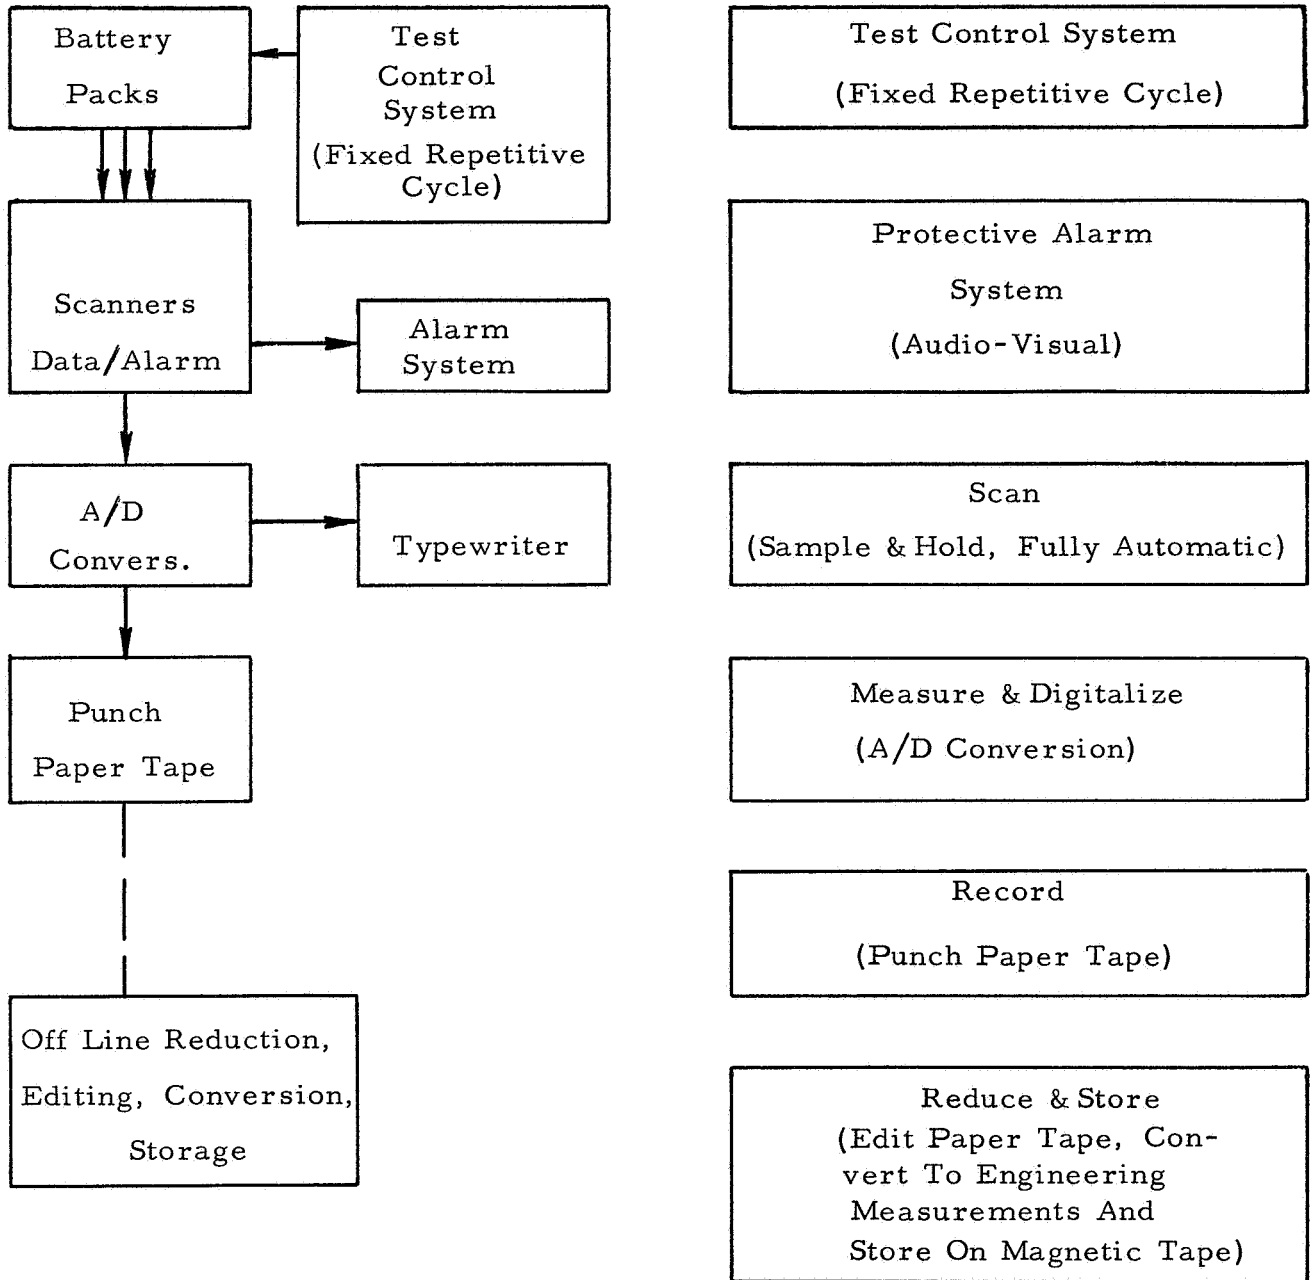 Battery
Packs
Test
Control
System
(Fixed Repetitive
Cycle)
Scanners
Data/Alarm
Alarm
System
A/D
Convers.
Typewriter
Punch
Paper Tape
Off Line Reduction,
Editing, Conversion,
Storage
Test Control System
(Fixed Repetitive Cycle)
Protective Alarm
System
(Audio-Visual)
Scan
(Sample & Hold, Fully Automatic)
Measure & Digitalize
(A/D Conversion)
Record
(Punch Paper Tape)
Reduce & Store
(Edit Paper Tape, Con-
vert To Engineering
Measurements And
Store On Magnetic Tape)